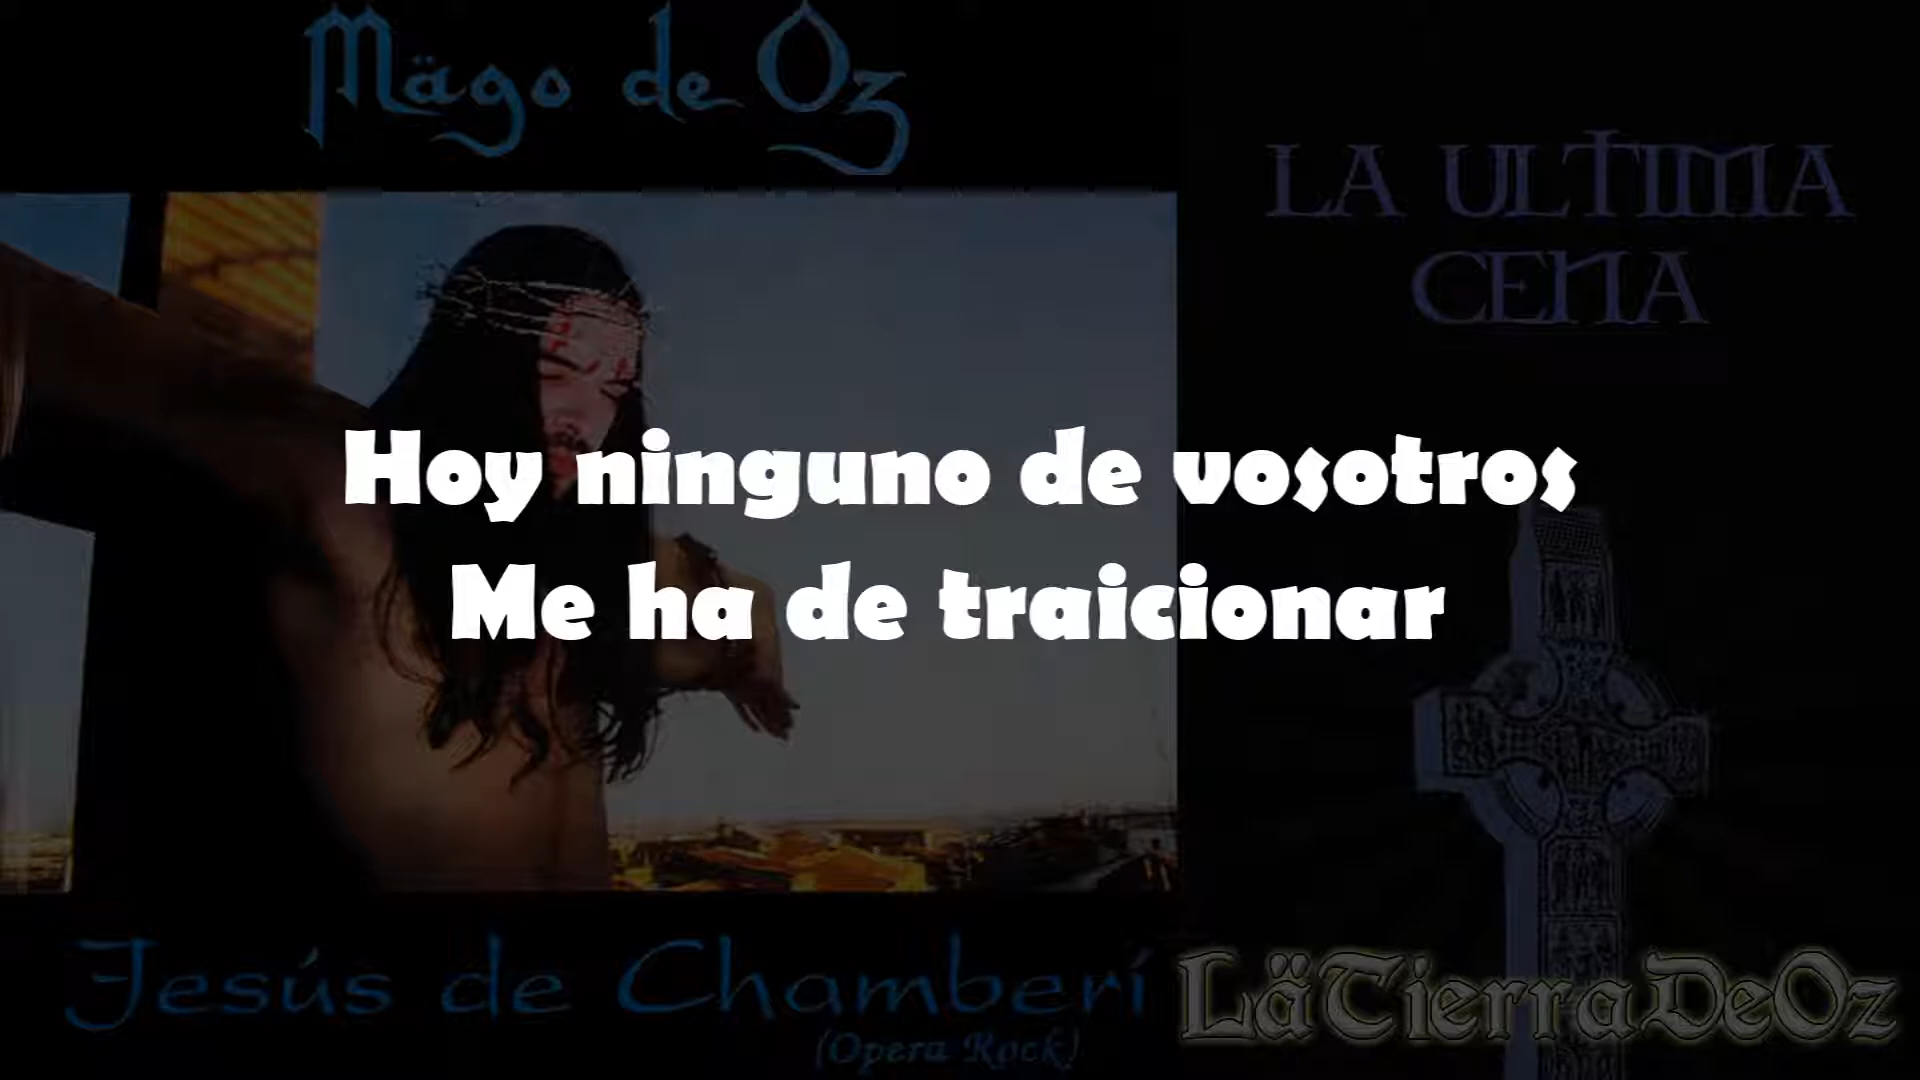 Mägo de Oz
LA ULTIMA
CENA
Hoy ninguno de vosotros
Me ha de traicionar
Jesús de Chamberí
(Opera Rock)
LäTierraDeOz